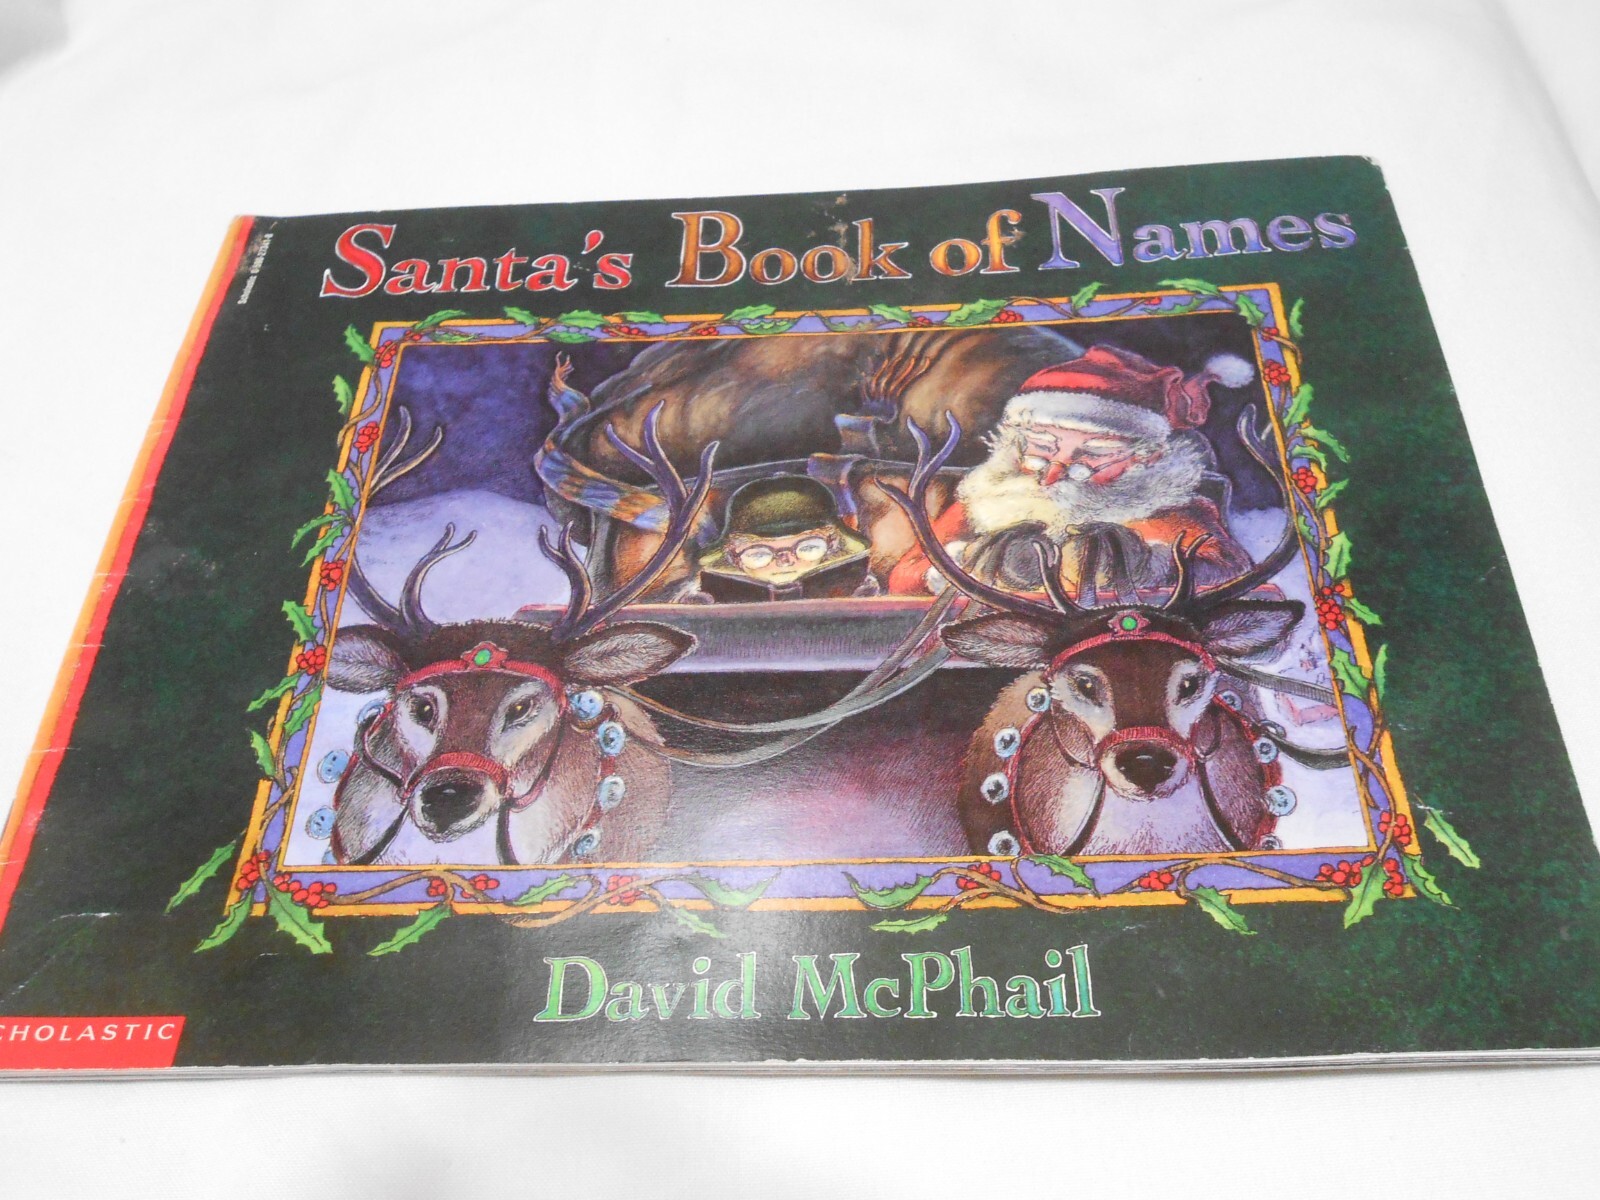 Santa's Book of Names
David McPhail
CHOLASTIC